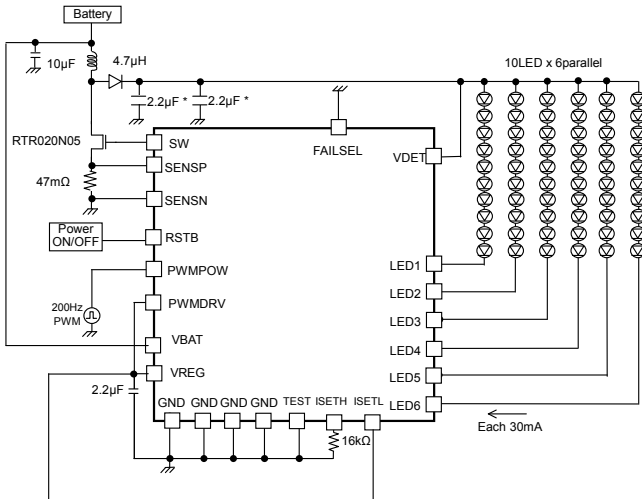 Battery
10μF
4.7μH
2.2μF *
2.2μF *
10LED x 6parallel
RTR020N05
SW
FAILSEL
VDET
SENSP
47mΩ
SENSN
Power
ON/OFF
RSTB
PWMPOW
LED1
200Hz
PWM
PWMDRV
LED2
LED3
VBAT
LED4
VREG
LED5
2.2μF
GND
GND
GND
GND
TEST
ISETH
ISETL
LED6
16kΩ
Each 30mA